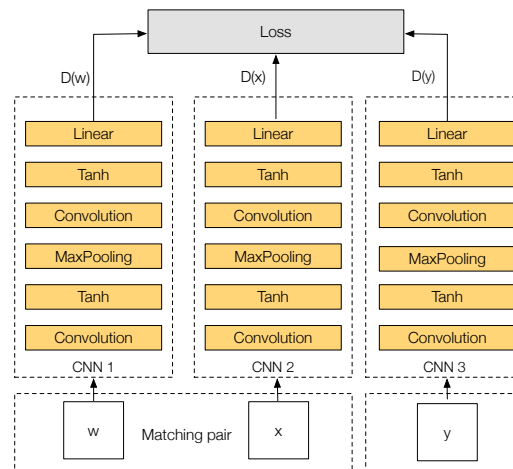 Loss
D(w) D(x) D(y)
Linear Linear Linear
Tanh Tanh Tanh
Convolution Convolution Convolution
MaxPooling MaxPooling MaxPooling
Tanh Tanh Tanh
Convolution Convolution Convolution
CNN 1 CNN 2 CNN 3
w Matching pair x y